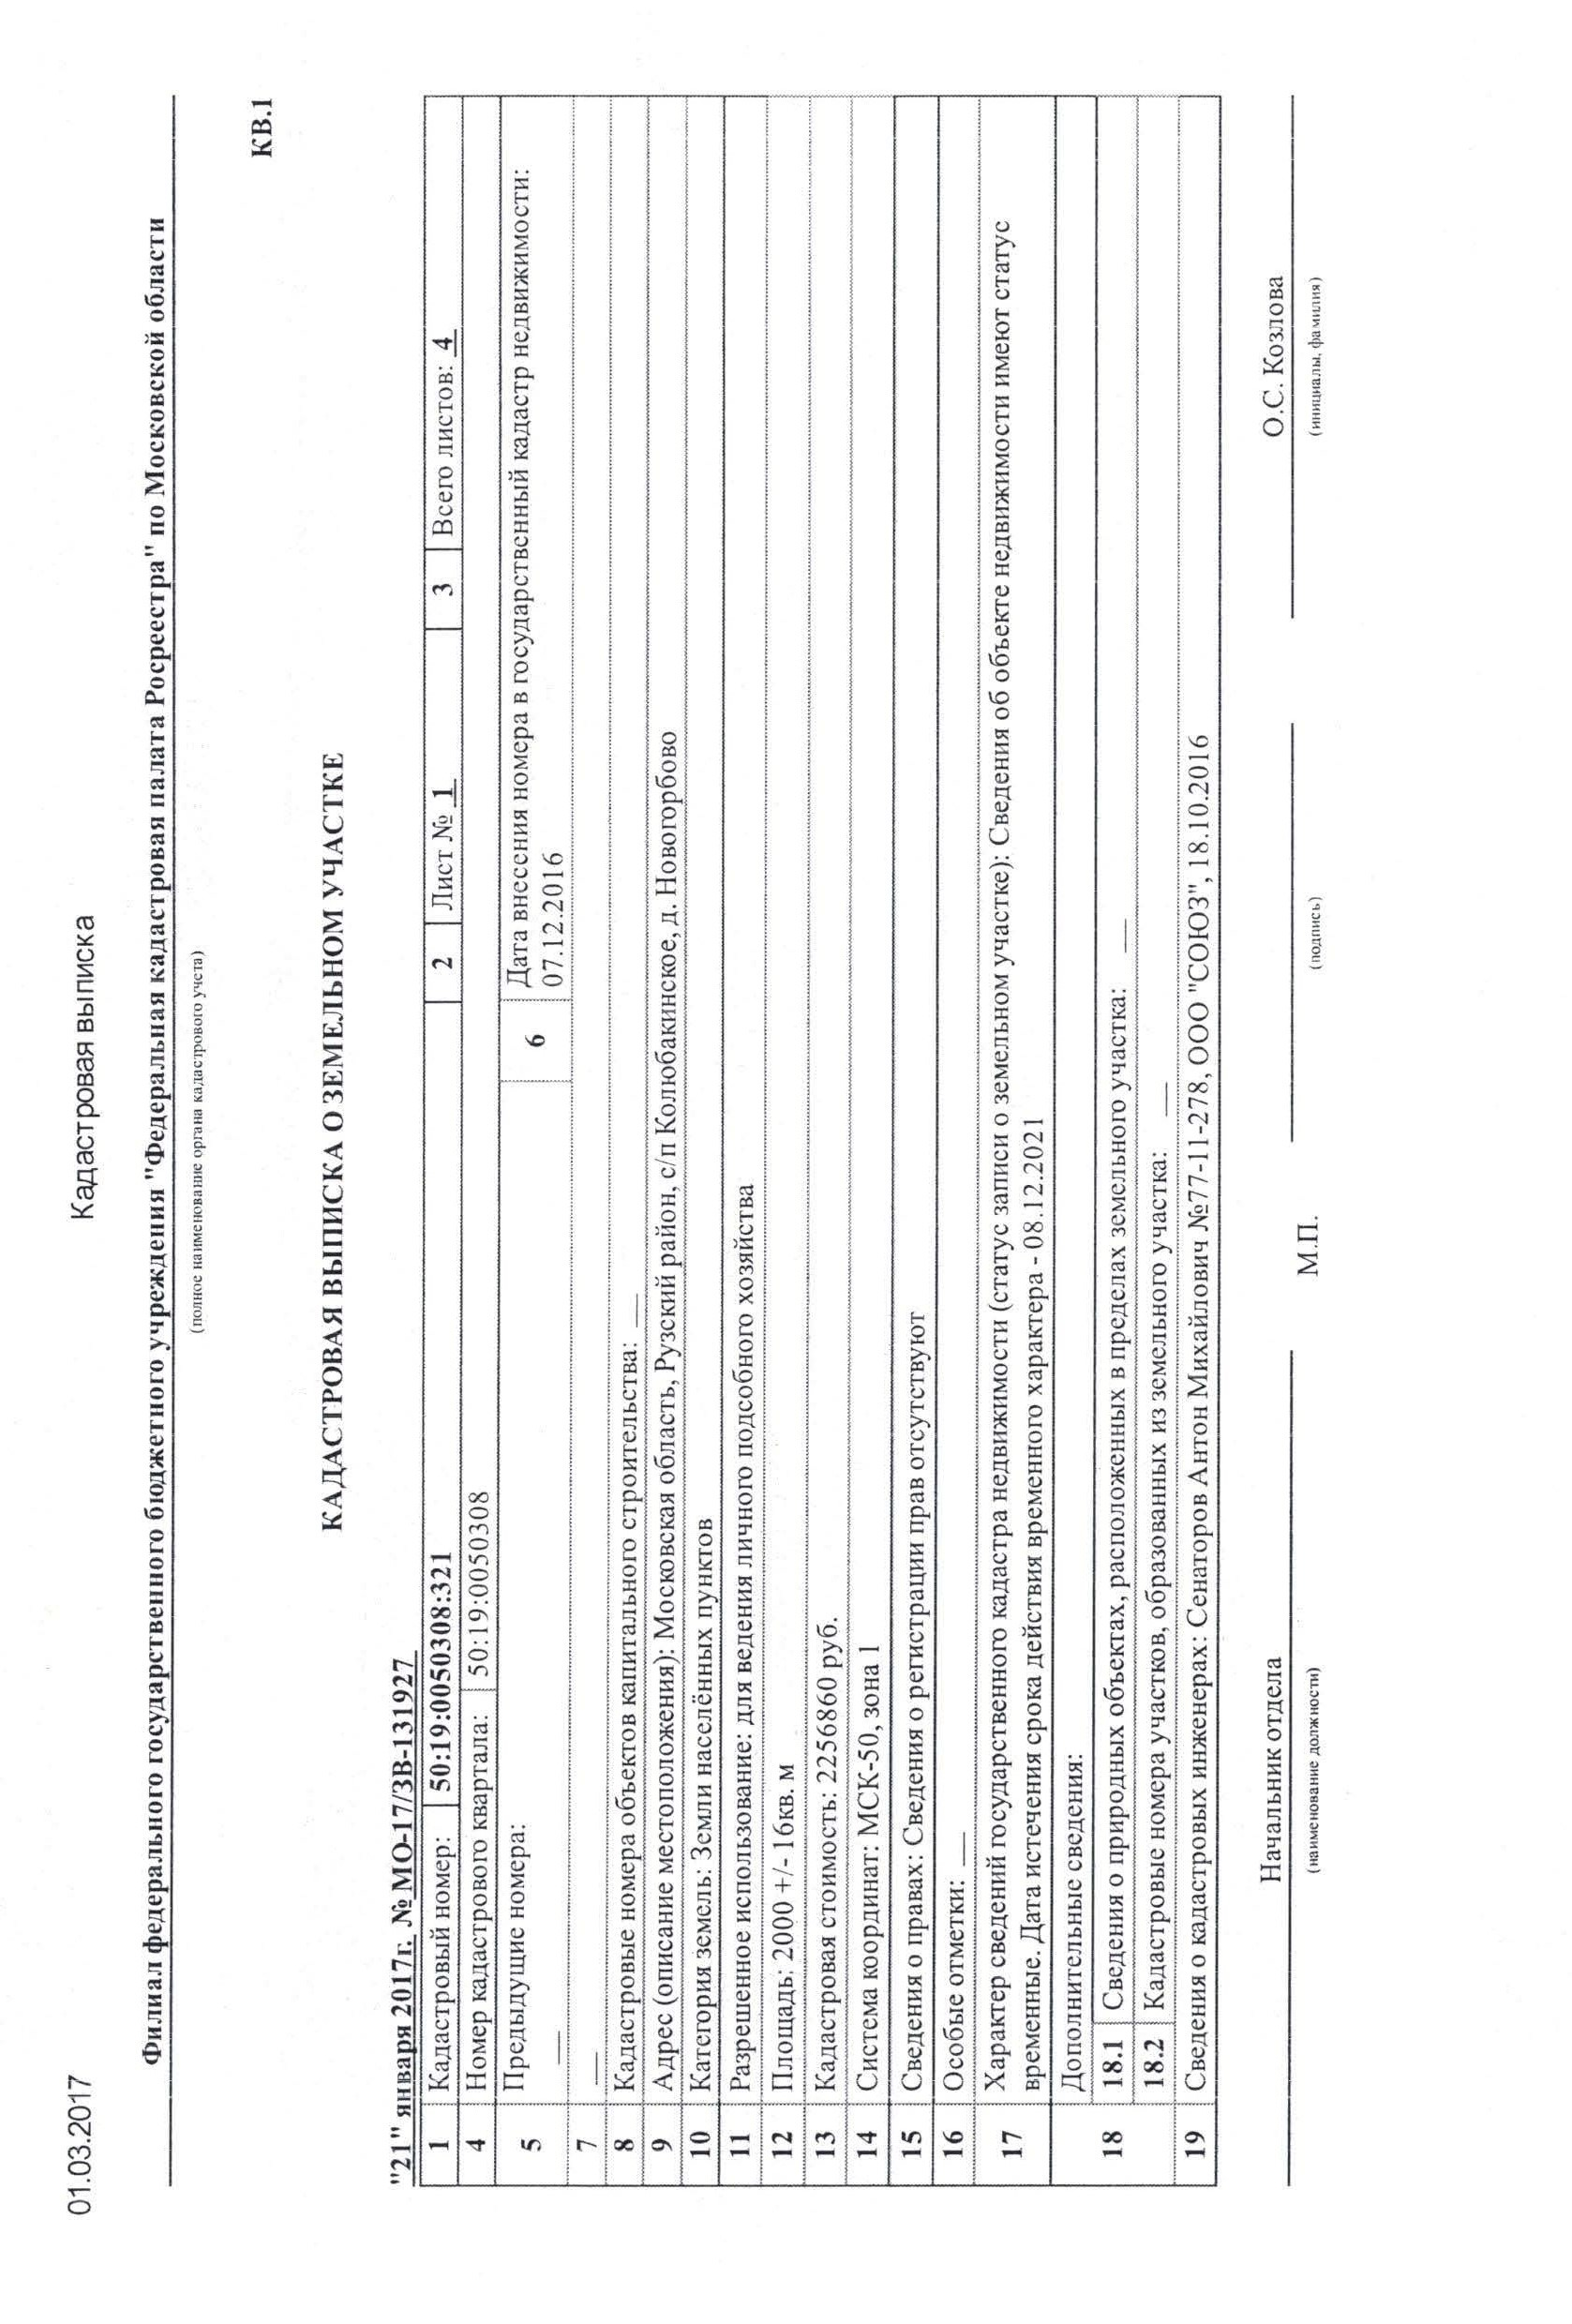 01.03.2017 Кадастровая выписка
Филиал федерального государственного бюджетного учреждения "Федеральная кадастровая палата Росреестра" по Московской области
(полное наименование органа кадастрового учета)
КВ.1
КАДАСТРОВАЯ ВЫПИСКА О ЗЕМЕЛЬНОМ УЧАСТКЕ
"21" января 2017г. № МО-17/ЗВ-131927
1 Кадастровый номер: 50:19:0050308:321 2 Лист № 1 3 Всего листов: 4
4 Номер кадастрового квартала: 50:19:0050308
5 Предыдущие номера: 6 Дата внесения номера в государственный кадастр недвижимости:
— 07.12.2016
7 —
8 Кадастровые номера объектов капитального строительства: —
9 Адрес (описание местоположения): Московская область, Рузский район, с/п Колюбакинское, д. Новогорбово
10 Категория земель: Земли населённых пунктов
11 Разрешенное использование: для ведения личного подсобного хозяйства
12 Площадь: 2000 +/- 16кв. м
13 Кадастровая стоимость: 2256860 руб.
14 Система координат: МСК-50, зона 1
15 Сведения о правах: Сведения о регистрации прав отсутствуют
16 Особые отметки: —
17 Характер сведений государственного кадастра недвижимости (статус записи о земельном участке): Сведения об объекте недвижимости имеют статус
временные. Дата истечения срока действия временного характера - 08.12.2021
18 Дополнительные сведения:
18.1 Сведения о природных объектах, расположенных в пределах земельного участка: —
18.2 Кадастровые номера участков, образованных из земельного участка: —
19 Сведения о кадастровых инженерах: Сенаторов Антон Михайлович №77-11-278, ООО "СОЮЗ", 18.10.2016
Начальник отдела О.С. Козлова
М.П.
(наименование должности) (подпись) (инициалы, фамилия)